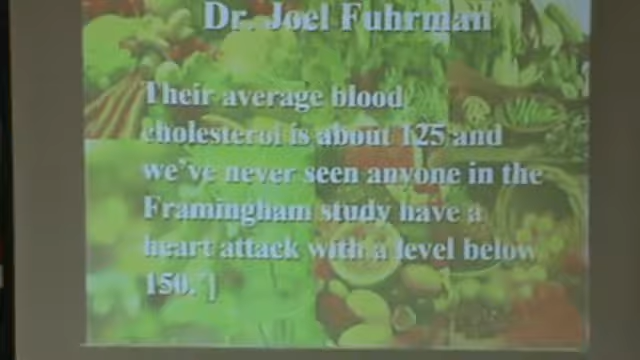 Dr. Joel Fuhrman
Their average blood
cholesterol is about 125 and
we've never seen anyone in the
Framingham study have a
heart attack with a level below
150.']